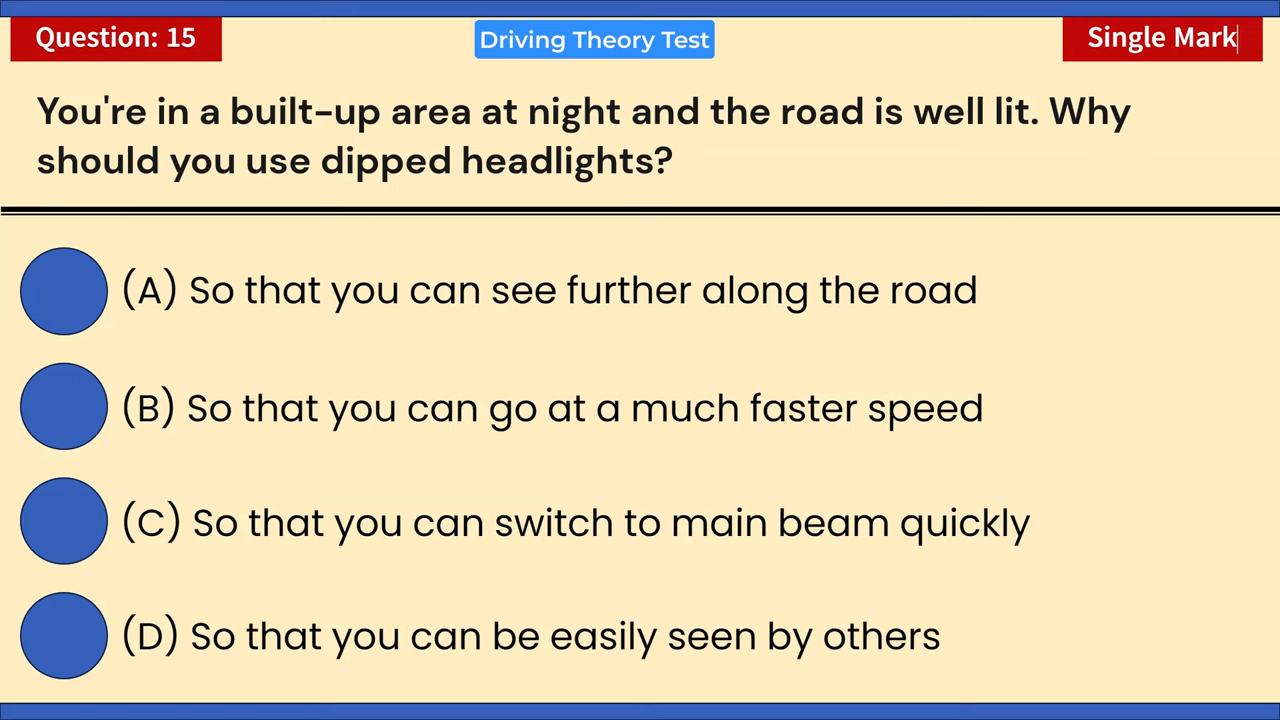 Question: 15
Driving Theory Test
Single Mark
You're in a built-up area at night and the road is well lit. Why
should you use dipped headlights?
(A) So that you can see further along the road
(B) So that you can go at a much faster speed
(C) So that you can switch to main beam quickly
(D) So that you can be easily seen by others